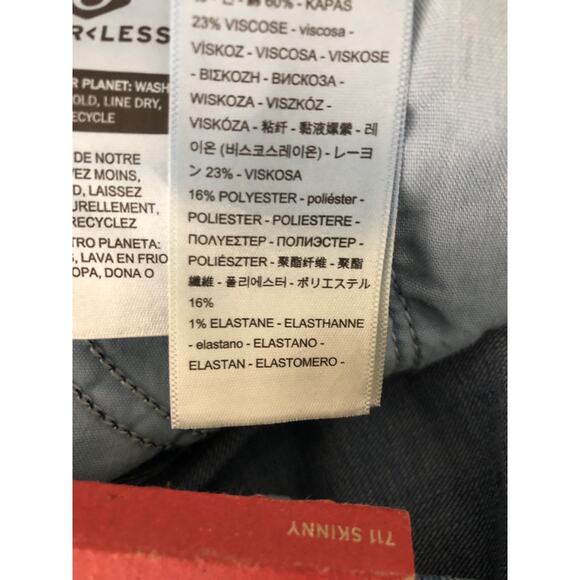 R<LESS
R PLANET: WASH
OLD, LINE DRY,
ECYCLE
DE NOTRE
VEZ MOINS,
D, LAISSEZ
URELLEMENT,
RECYCLEZ
TRO PLANETA:
S, LAVA EN FRIO
OPA, DONA O
면 60% - KAPAS
23% VISCOSE - viscosa -
VÍSKOZ - VISCOSA - VISKOSE
- ΒΙΣΚΟΖΗ - ВИСКОЗА -
WISKOZA - VISZKÓZ -
VISKÓZA - 粘纤 - 黏液嫘縈 - 레
이온 (비스코스레이온) - レーヨ
ン 23% - VISKOSA
16% POLYESTER - poliéster -
POLIESTER - POLIESTERE -
ΠΟΛΥΕΣΤΕΡ - ПОЛИЭСТЕР -
POLIÉSZTER - 聚酯纤维 - 聚酯
纖維 - 폴리에스터 - ポリエステル
16%
1% ELASTANE - ELASTHANNE
- elastano - ELASTANO -
ELASTAN - ELASTOMERO -
711 SKINNY